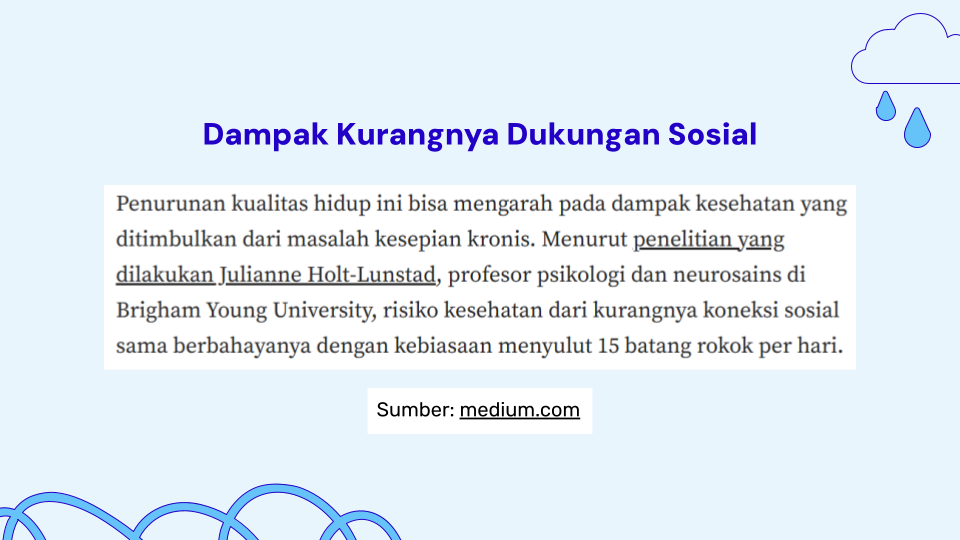 Dampak Kurangnya Dukungan Sosial
Penurunan kualitas hidup ini bisa mengarah pada dampak kesehatan yang
ditimbulkan dari masalah kesepian kronis. Menurut penelitian yang
dilakukan Julianne Holt-Lunstad, profesor psikologi dan neurosains di
Brigham Young University, risiko kesehatan dari kurangnya koneksi sosial
sama berbahayanya dengan kebiasaan menyulut 15 batang rokok per hari.
Sumber: medium.com